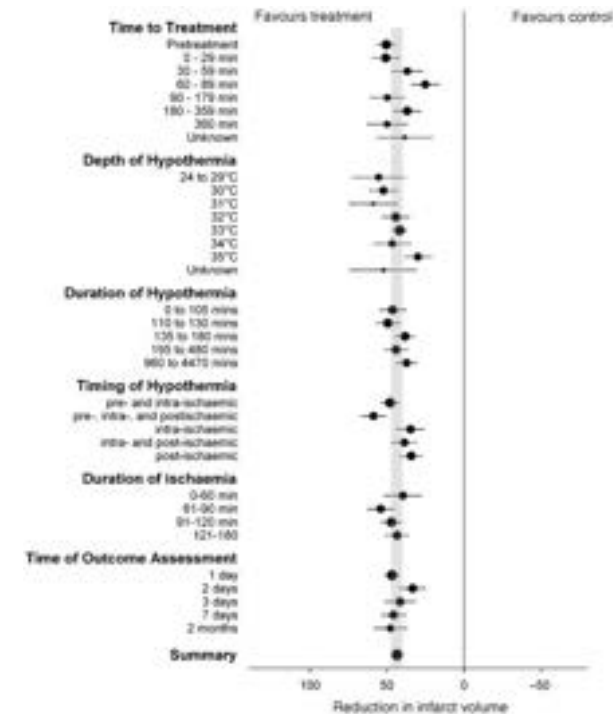 Favours treatment Favours control
Time to Treatment
Pretreatment
0 - 29 min
30 - 59 min
60 - 89 min
90 - 179 min
180 - 359 min
360 min
Unknown
Depth of Hypothermia
24 to 29°C
30°C
31°C
32°C
33°C
34°C
35°C
Unknown
Duration of Hypothermia
0 to 105 mins
110 to 130 mins
135 to 180 mins
195 to 480 mins
960 to 4470 mins
Timing of Hypothermia
pre- and intra-ischaemic
pre-, intra-, and postischaemic
intra-ischaemic
intra- and post-ischaemic
post-ischaemic
Duration of Ischaemia
0-60 min
61-90 min
91-120 min
121-180
Time of Outcome Assessment
1 day
2 days
3 days
7 days
2 months
Summary
100 50 0 -50
Reduction in infarct volume